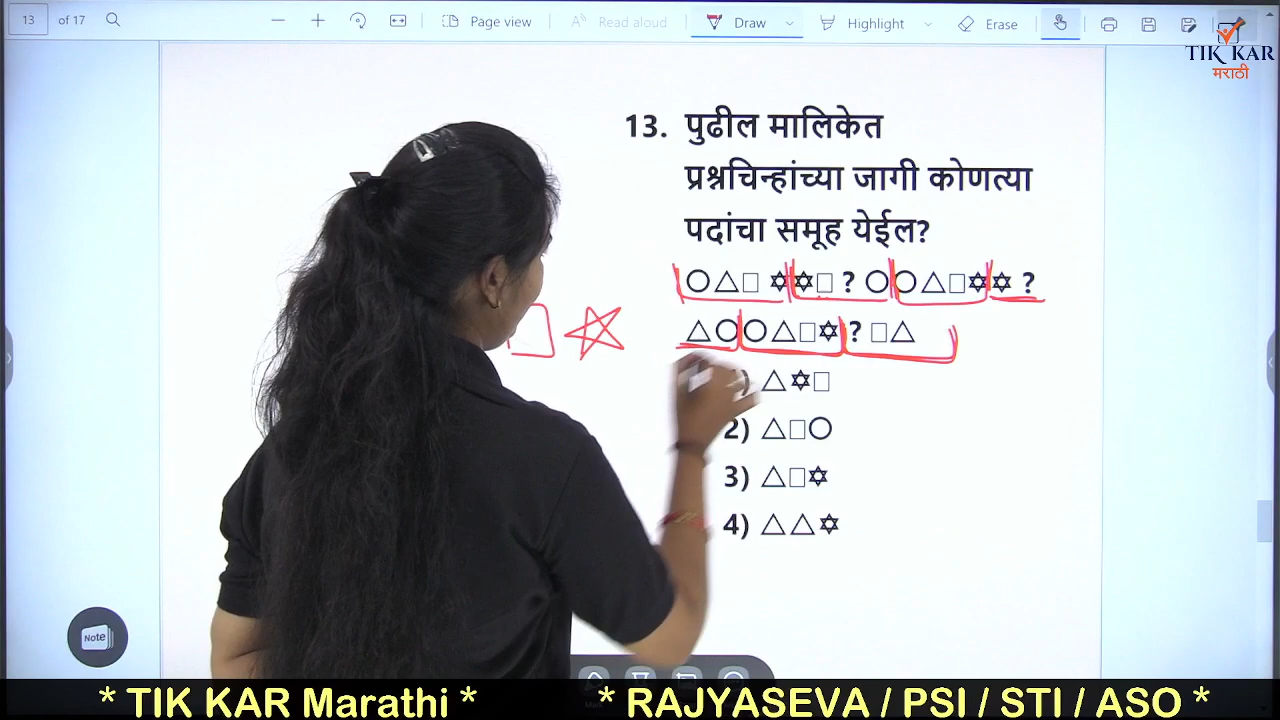 13
of 17
Page view
Read aloud
Draw
Highlight
Erase
TIK KAR
मराठी
13. पुढील मालिकेत
प्रश्नचिन्हांच्या जागी कोणत्या
पदांचा समूह येईल?
○△□✡✡□?○○△□✡✡?
△○○△□✡?□△
) △✡□
2) △□○
3) △□✡
4) △△✡
Note
* TIK KAR Marathi * * RAJYASEVA / PSI / STI / ASO *